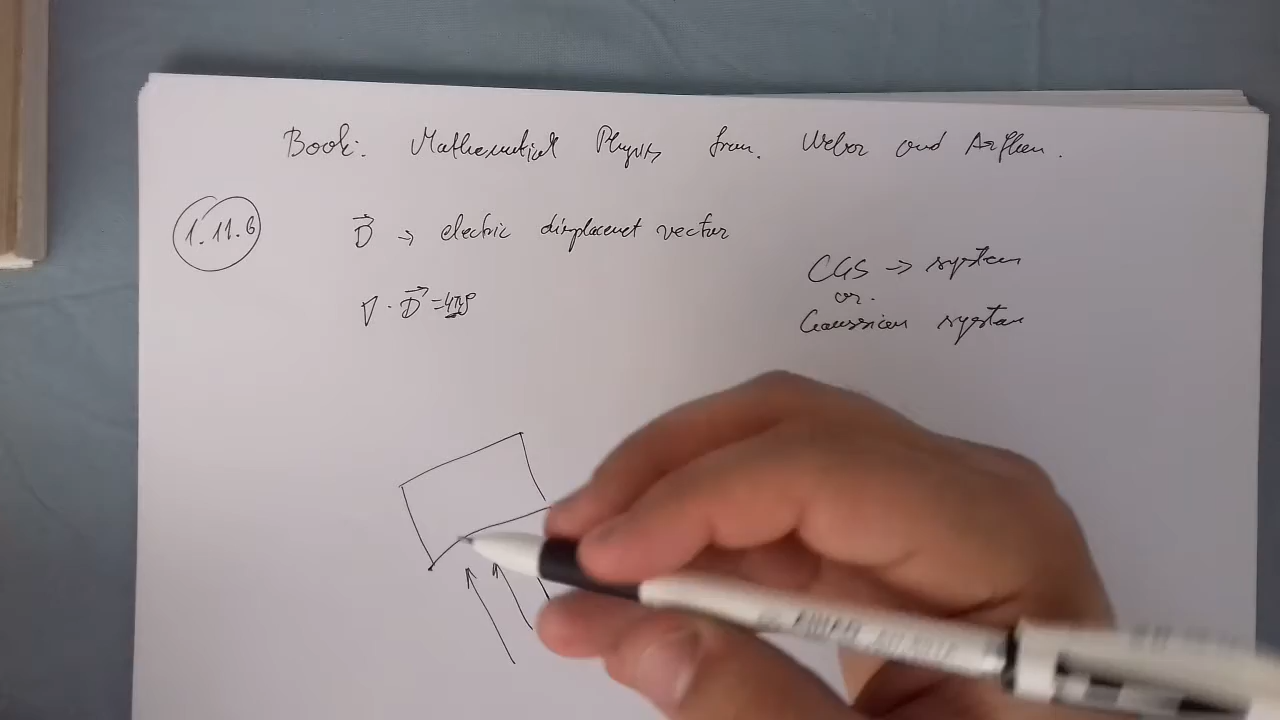 Book: Mathematical Physics from. Weber and Arfken.
1.11.6
D⃗ → electric displacement vector
CGS → system
or.
∇ · D⃗ = 4πρ
Gaussian system